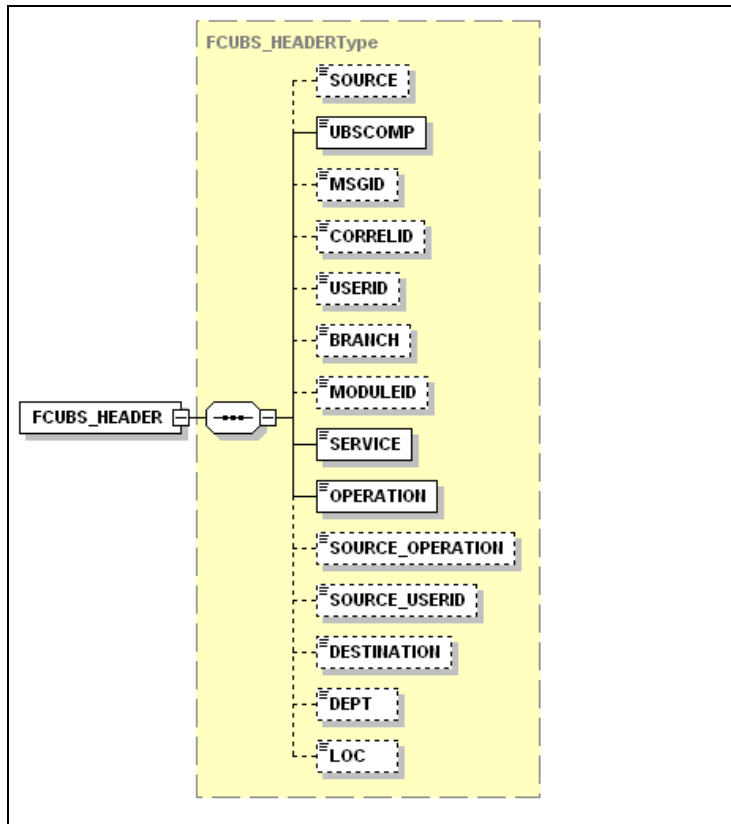 FCUBS_HEADERType
SOURCE
UBSCOMP
MSGID
CORRELID
USERID
BRANCH
MODULEID
FCUBS_HEADER
SERVICE
OPERATION
SOURCE_OPERATION
SOURCE_USERID
DESTINATION
DEPT
LOC